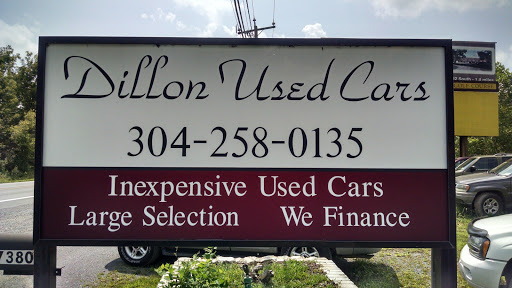 Dillon Used Cars
304-258-0135
Inexpensive Used Cars
Large Selection We Finance
7380